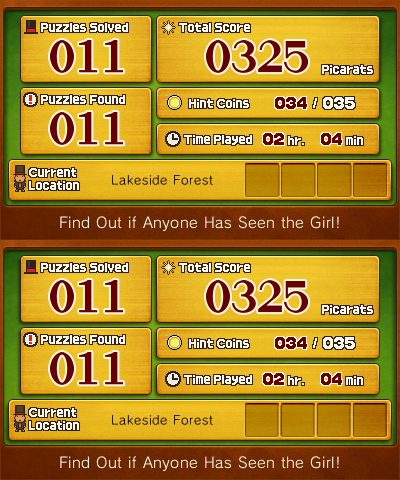 Puzzles Solved
011
Total Score
0325 Picarats
Puzzles Found
011
Hint Coins 034 / 035
Time Played 02 hr. 04 min
Current
Location
Lakeside Forest
Find Out if Anyone Has Seen the Girl!
Puzzles Solved
011
Total Score
0325 Picarats
Puzzles Found
011
Hint Coins 034 / 035
Time Played 02 hr. 04 min
Current
Location
Lakeside Forest
Find Out if Anyone Has Seen the Girl!